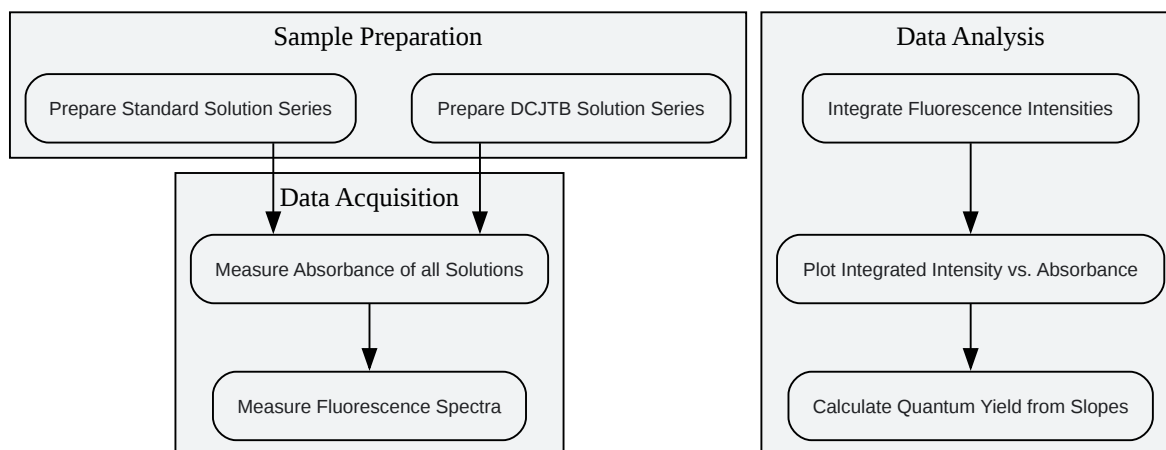 Sample Preparation
Prepare Standard Solution Series
Prepare DCJTB Solution Series
Data Acquisition
Measure Absorbance of all Solutions
Measure Fluorescence Spectra
Data Analysis
Integrate Fluorescence Intensities
Plot Integrated Intensity vs. Absorbance
Calculate Quantum Yield from Slopes